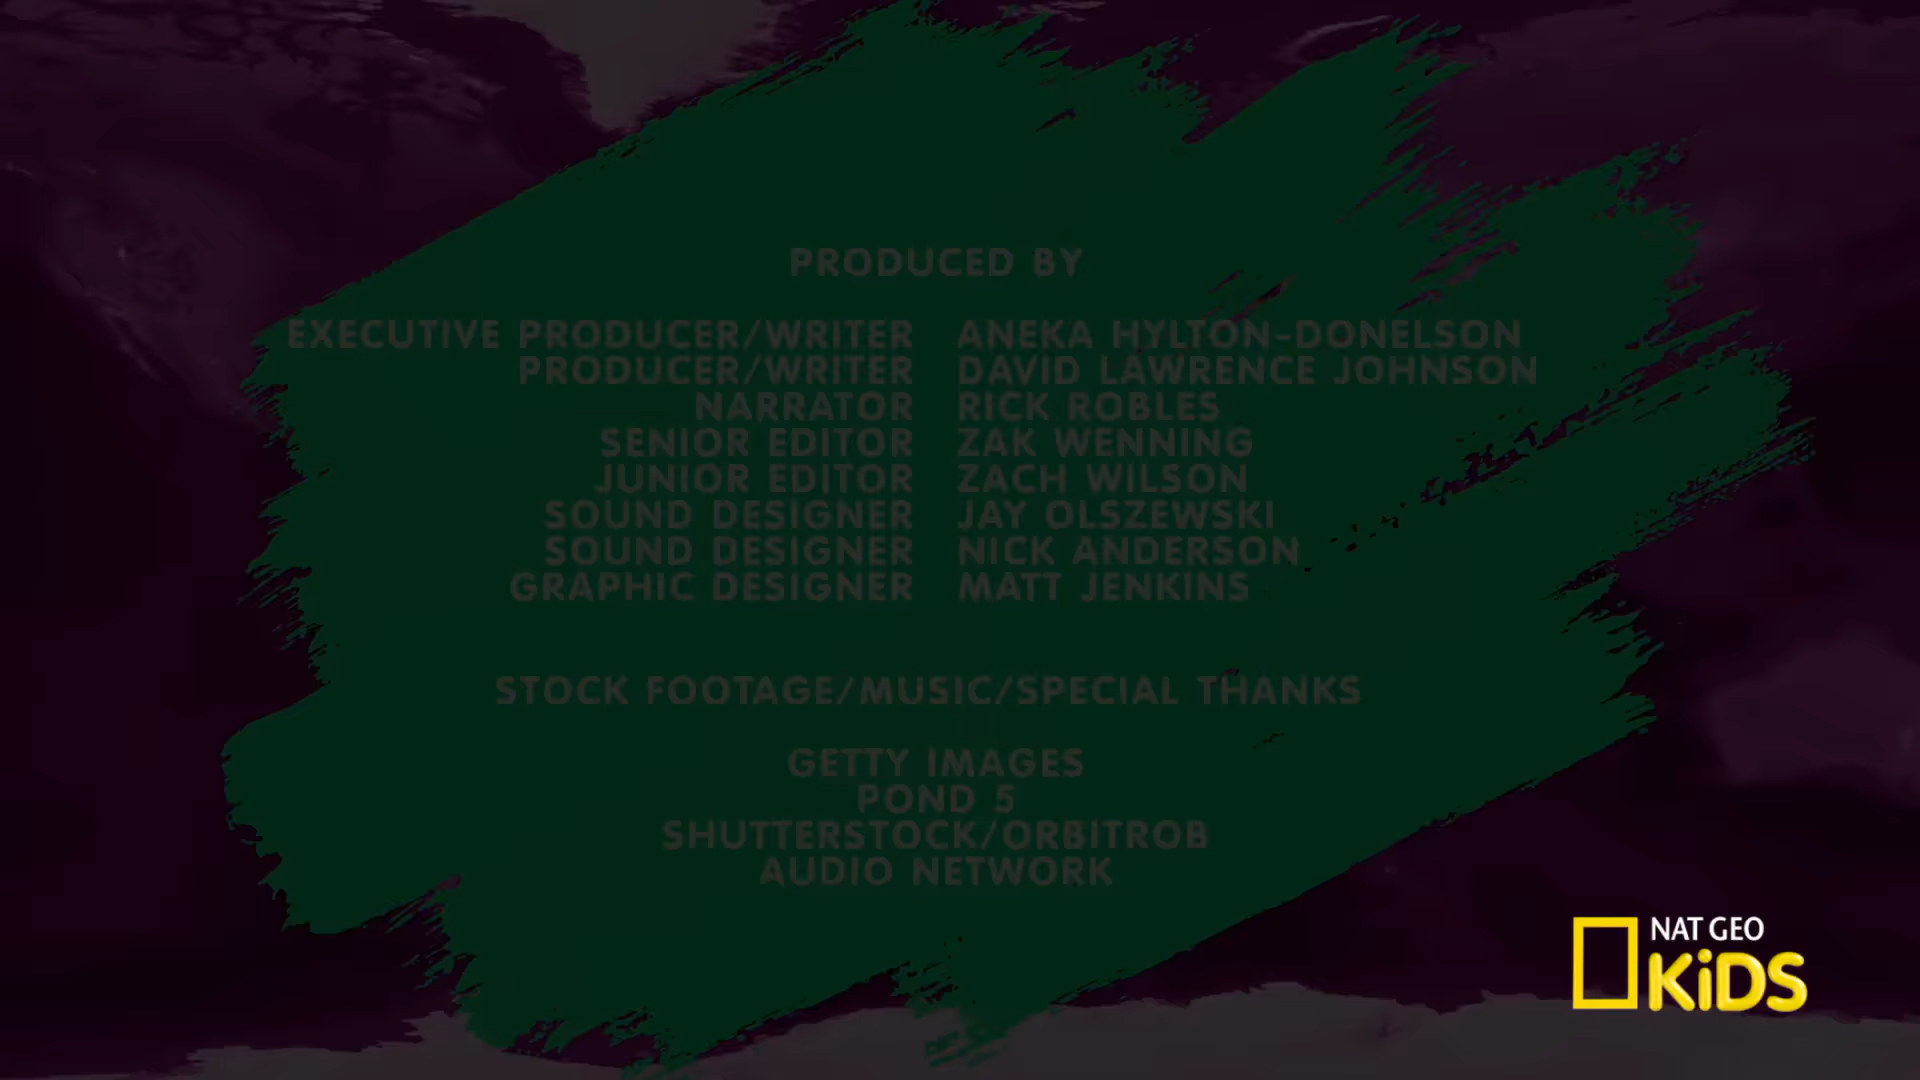 PRODUCED BY
EXECUTIVE PRODUCER/WRITER ANEKA HYLTON-DONELSON
PRODUCER/WRITER DAVID LAWRENCE JOHNSON
NARRATOR RICK ROBLES
SENIOR EDITOR ZAK WENNING
JUNIOR EDITOR ZACH WILSON
SOUND DESIGNER JAY OLSZEWSKI
SOUND DESIGNER NICK ANDERSON
GRAPHIC DESIGNER MATT JENKINS
STOCK FOOTAGE/MUSIC/SPECIAL THANKS
GETTY IMAGES
POND 5
SHUTTERSTOCK/ORBITROB
AUDIO NETWORK
NAT GEO
KiDS